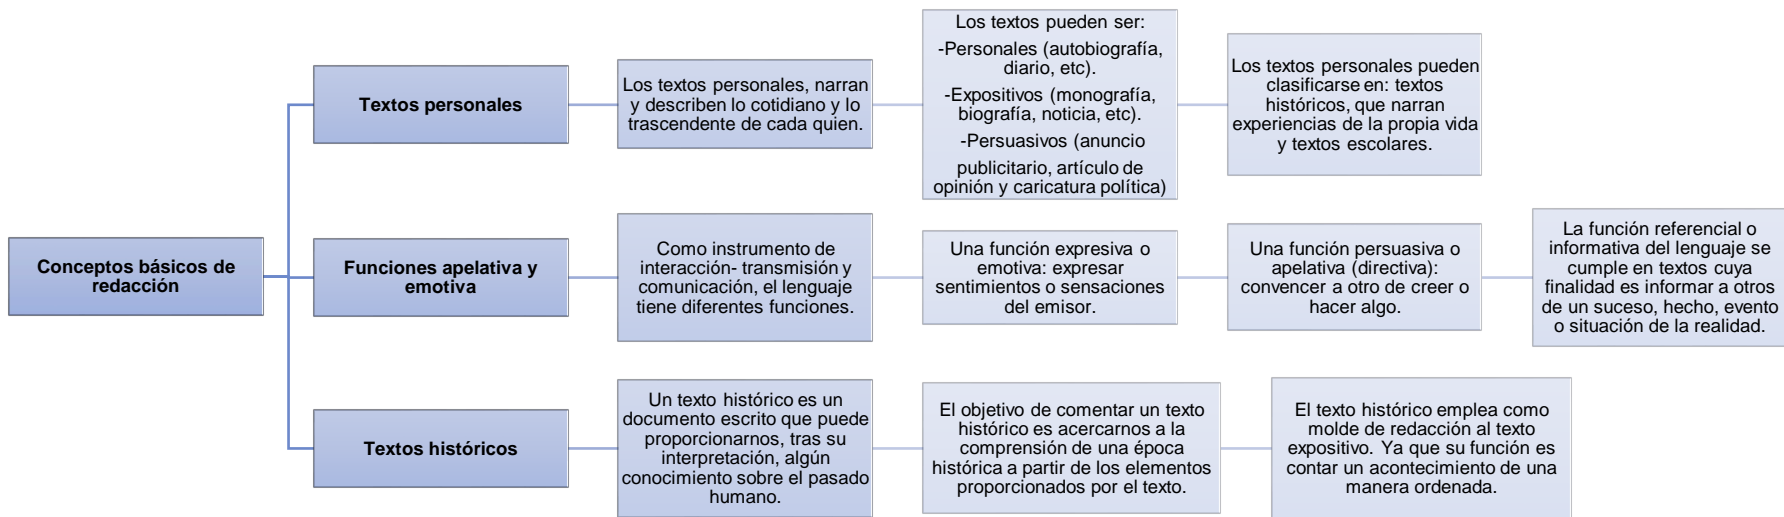 Conceptos básicos de
redacción
Textos personales
Los textos personales, narran
y describen lo cotidiano y lo
trascendente de cada quien.
Los textos pueden ser:
-Personales (autobiografía,
diario, etc).
-Expositivos (monografía,
biografía, noticia, etc).
-Persuasivos (anuncio
publicitario, artículo de
opinión y caricatura política)
Los textos personales pueden
clasificarse en: textos
históricos, que narran
experiencias de la propia vida
y textos escolares.
Funciones apelativa y
emotiva
Como instrumento de
interacción- transmisión y
comunicación, el lenguaje
tiene diferentes funciones.
Una función expresiva o
emotiva: expresar
sentimientos o sensaciones
del emisor.
Una función persuasiva o
apelativa (directiva):
convencer a otro de creer o
hacer algo.
La función referencial o
informativa del lenguaje se
cumple en textos cuya
finalidad es informar a otros
de un suceso, hecho, evento
o situación de la realidad.
Textos históricos
Un texto histórico es un
documento escrito que puede
proporcionarnos, tras su
interpretación, algún
conocimiento sobre el pasado
humano.
El objetivo de comentar un texto
histórico es acercarnos a la
comprensión de una época
histórica a partir de los elementos
proporcionados por el texto.
El texto histórico emplea como
molde de redacción al texto
expositivo. Ya que su función es
contar un acontecimiento de una
manera ordenada.